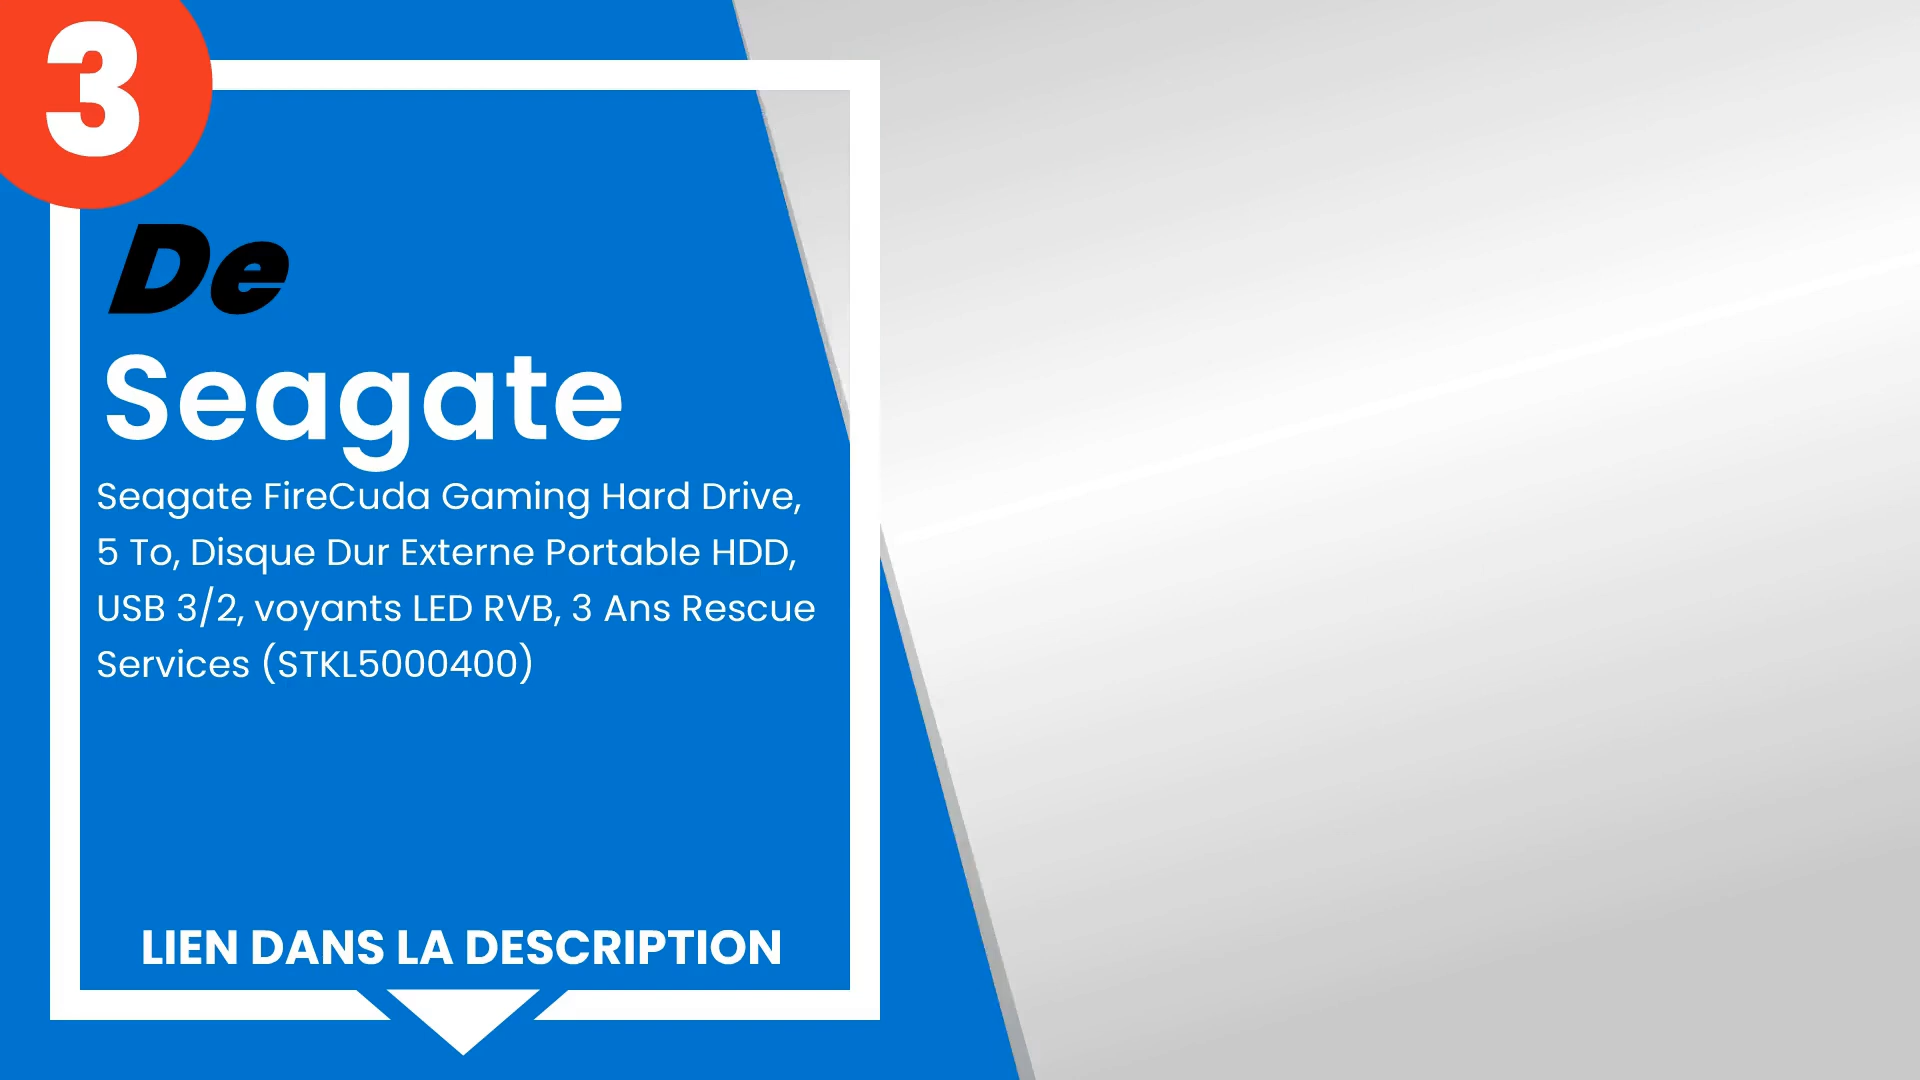 3
De
Seagate
Seagate FireCuda Gaming Hard Drive,
5 To, Disque Dur Externe Portable HDD,
USB 3/2, voyants LED RVB, 3 Ans Rescue
Services (STKL5000400)
LIEN DANS LA DESCRIPTION